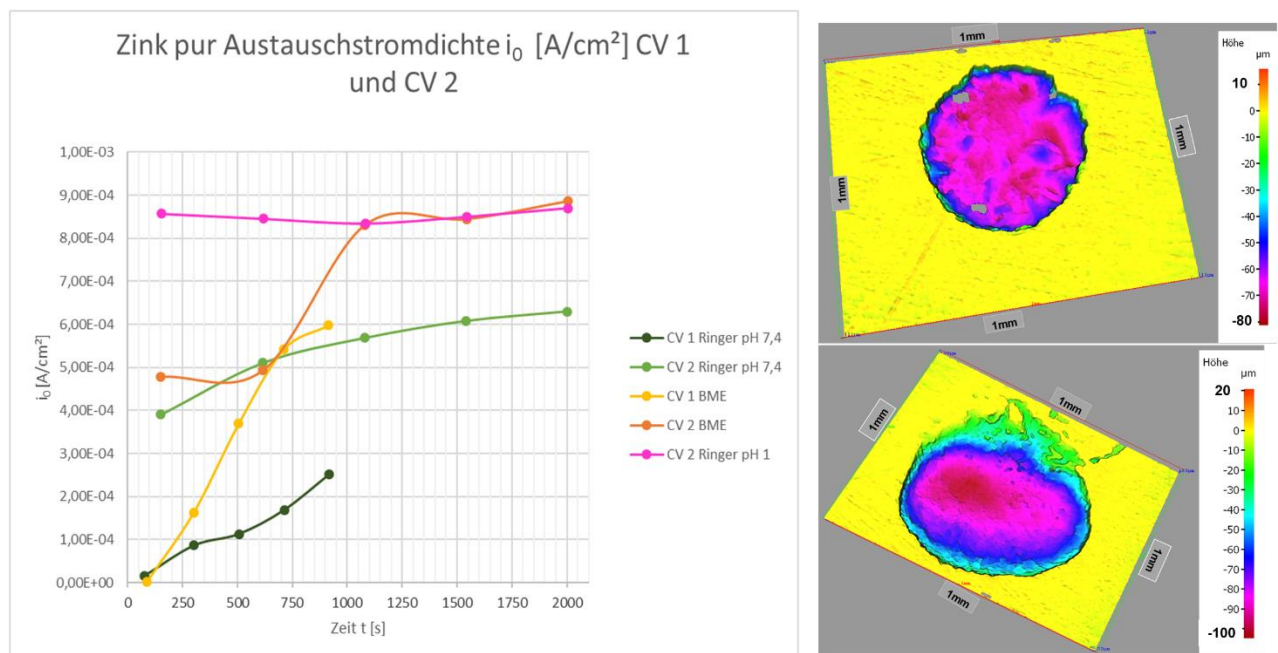 Zink pur Austauschstromdichte i₀ [A/cm²] CV 1
und CV 2
1,00E-03
9,00E-04
8,00E-04
7,00E-04
6,00E-04
5,00E-04
4,00E-04
3,00E-04
2,00E-04
1,00E-04
0,00E+00
i₀ [A/cm²]
0 250 500 750 1000 1250 1500 1750 2000
Zeit t [s]
CV 1 Ringer pH 7,4
CV 2 Ringer pH 7,4
CV 1 BME
CV 2 BME
CV 2 Ringer pH 1
1mm
1mm
1mm
1mm
Höhe
µm
10
0
-10
-20
-30
-40
-50
-60
-70
-80
1mm
1mm
1mm
1mm
Höhe
µm
20
10
0
-10
-20
-30
-40
-50
-60
-70
-80
-90
-100